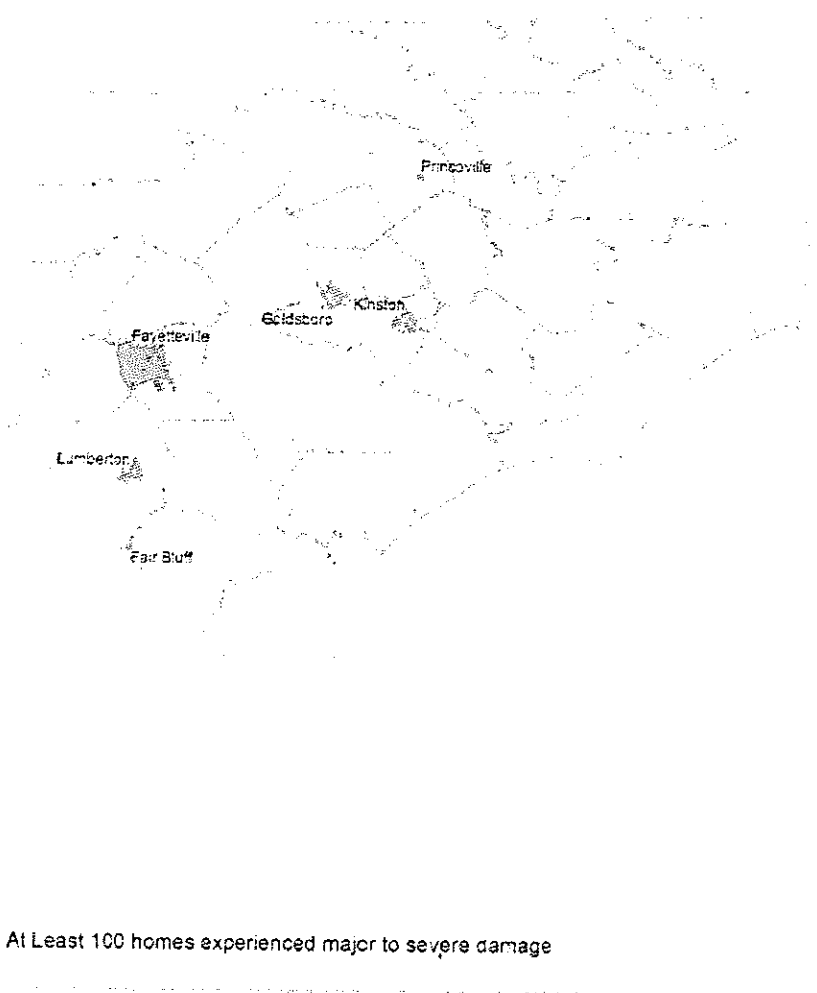 Princeville
Kinston
Goldsboro
Fayetteville
Lumberton
Fair Bluff
At Least 100 homes experienced major to severe damage